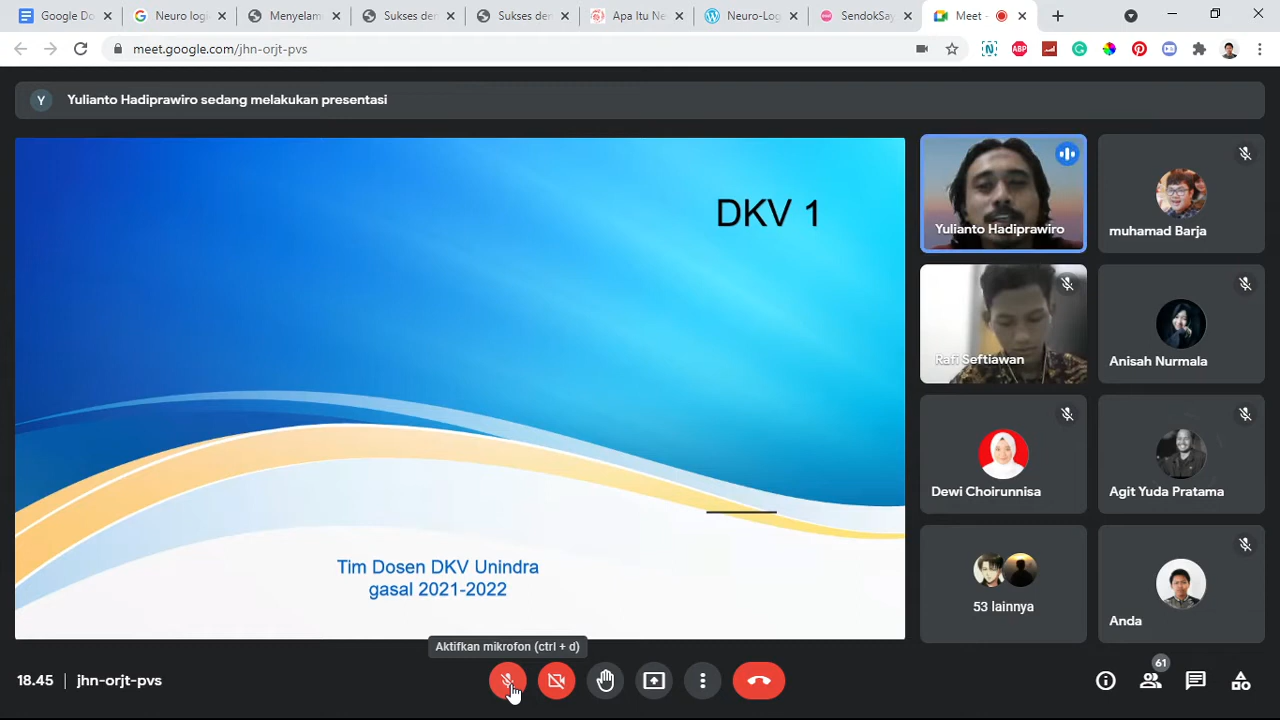 Google Do
Neuro log
Menyelam
Sukses der
Sukses der
Apa Itu Ne
Neuro-Log
SendokSay
Meet -
meet.google.com/jhn-orjt-pvs
ABP
Y
Yulianto Hadiprawiro sedang melakukan presentasi
DKV 1
Tim Dosen DKV Unindra
gasal 2021-2022
Yulianto Hadiprawiro
muhamad Barja
Rafi Seftiawan
Anisah Nurmala
Dewi Choirunnisa
Agit Yuda Pratama
53 lainnya
Anda
Aktifkan mikrofon (ctrl + d)
18.45
jhn-orjt-pvs
61